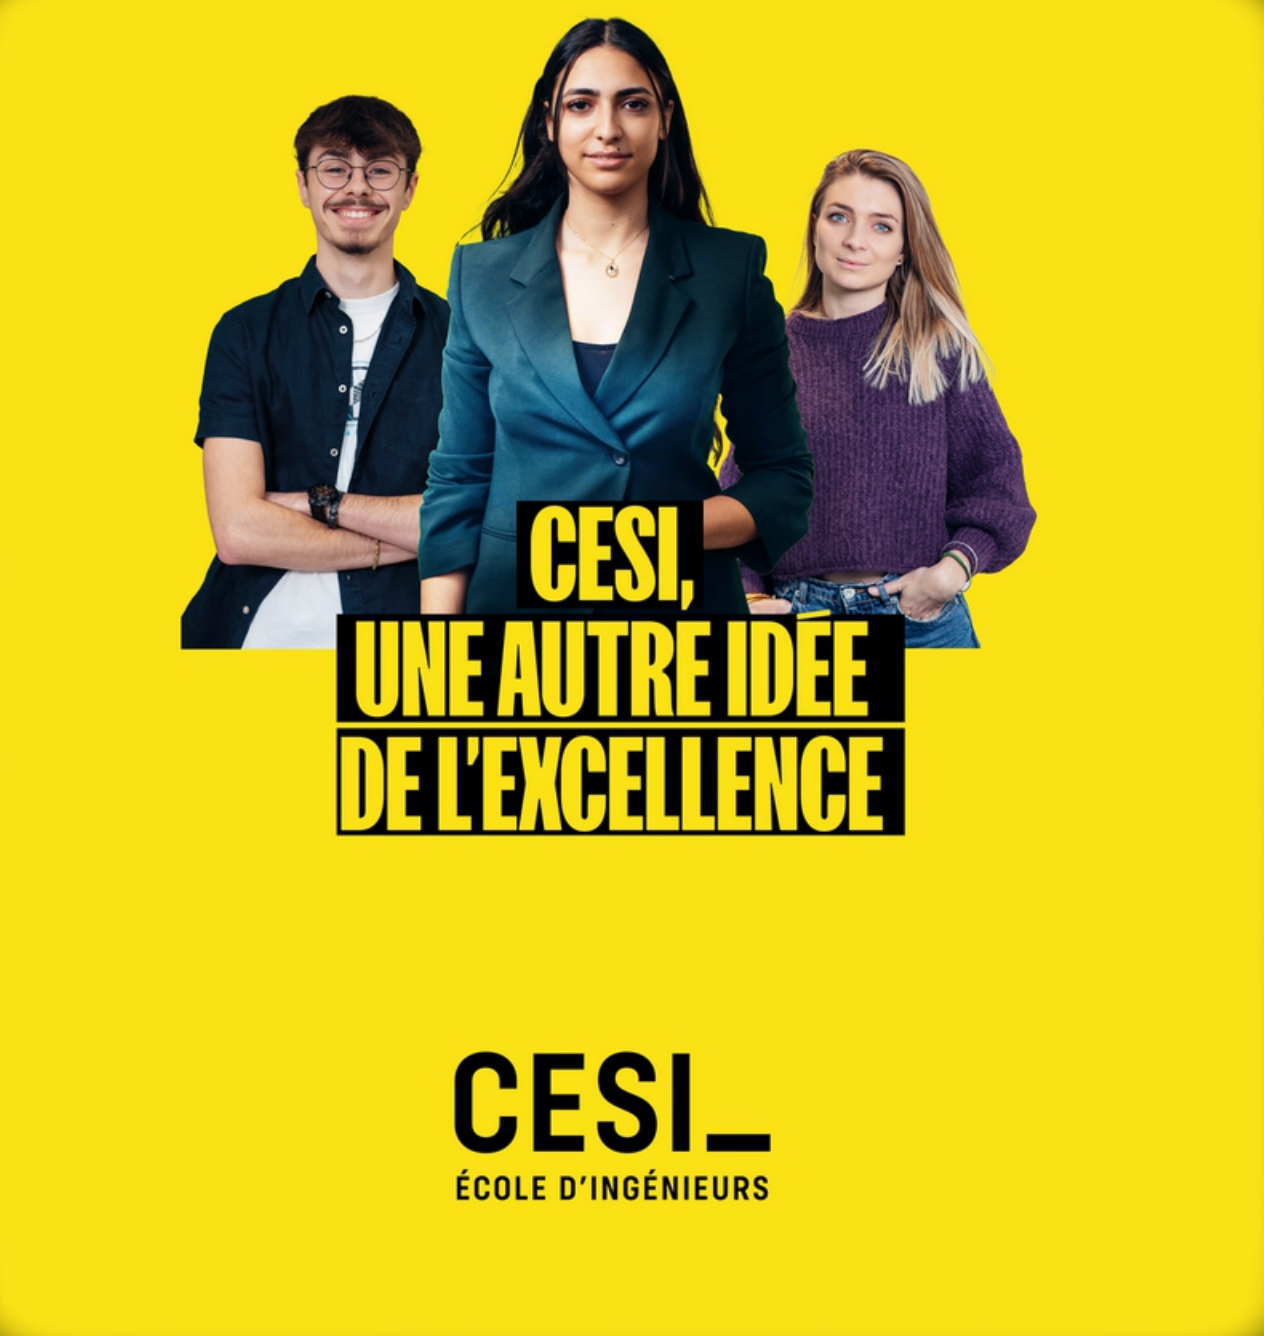 CESI,
UNE AUTRE IDÉE
DE L'EXCELLENCE
CESI_
ÉCOLE D'INGÉNIEURS